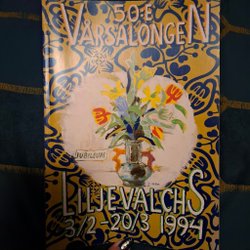 50:E
VÅRSALONGEN
JUBILEUM
LILJEVALCHS
3/2-20/3 1994